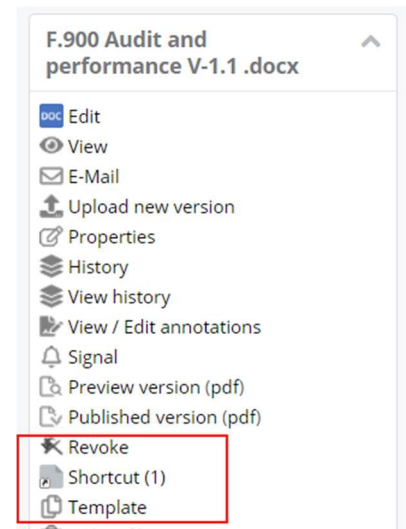 F.900 Audit and
performance V-1.1 .docx
DOC Edit
View
E-Mail
Upload new version
Properties
History
View history
View / Edit annotations
Signal
Preview version (pdf)
Published version (pdf)
Revoke
Shortcut (1)
Template